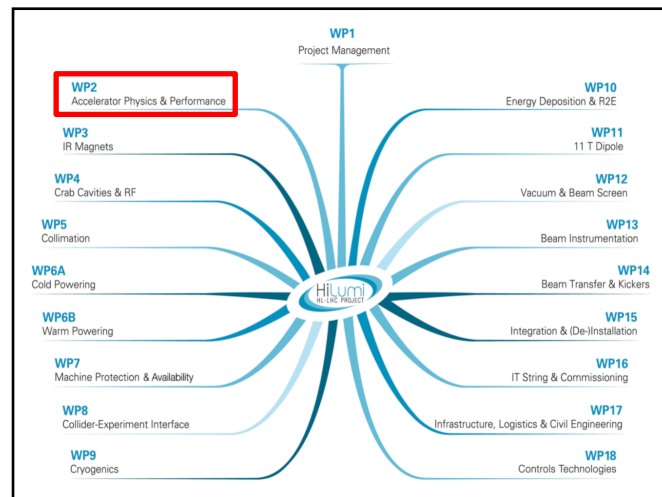 WP1
Project Management
WP2
Accelerator Physics & Performance
WP3
IR Magnets
WP4
Crab Cavities & RF
WP5
Collimation
WP6A
Cold Powering
WP6B
Warm Powering
WP7
Machine Protection & Availability
WP8
Collider-Experiment Interface
WP9
Cryogenics
HiLumi
HL-LHC PROJECT
WP10
Energy Deposition & R2E
WP11
11 T Dipole
WP12
Vacuum & Beam Screen
WP13
Beam Instrumentation
WP14
Beam Transfer & Kickers
WP15
Integration & (De-)Installation
WP16
IT String & Commissioning
WP17
Infrastructure, Logistics & Civil Engineering
WP18
Controls Technologies